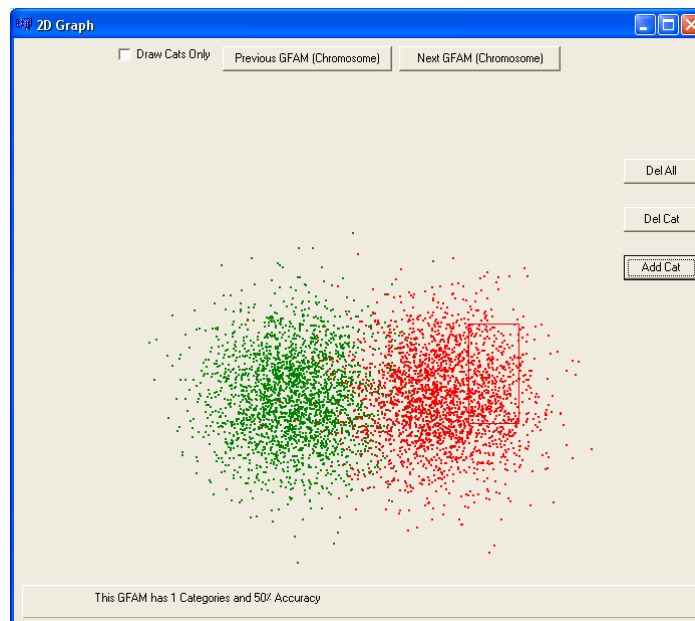 2D Graph
Draw Cats Only
Previous GFAM (Chromosome)
Next GFAM (Chromosome)
Del All
Del Cat
Add Cat
This GFAM has 1 Categories and 50% Accuracy